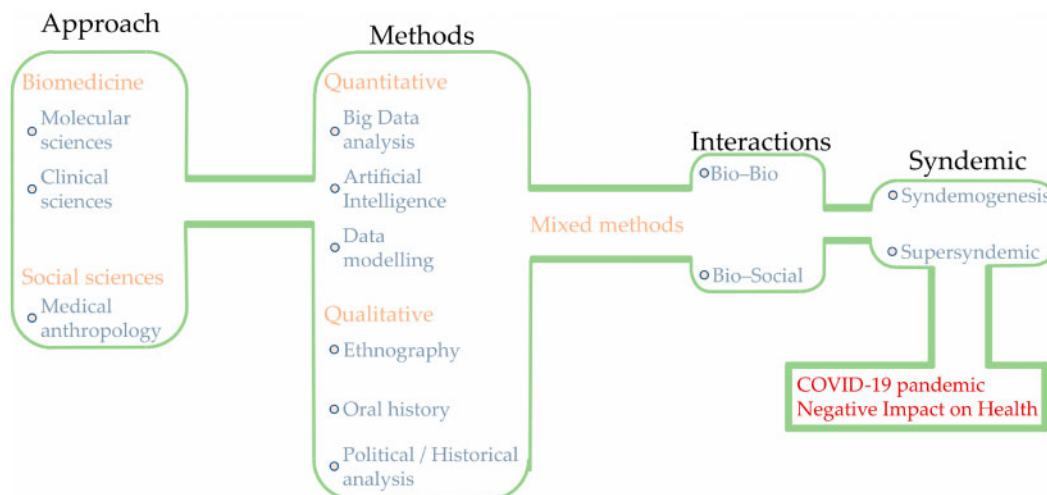 Approach
Biomedicine
Molecular
sciences
Clinical
sciences
Social sciences
Medical
anthropology
Methods
Quantitative
Big Data
analysis
Artificial
Intelligence
Data
modelling
Qualitative
Ethnography
Oral history
Political / Historical
analysis
Mixed methods
Interactions
Bio–Bio
Bio–Social
Syndemic
Syndemogenesis
Supersyndemic
COVID-19 pandemic
Negative Impact on Health